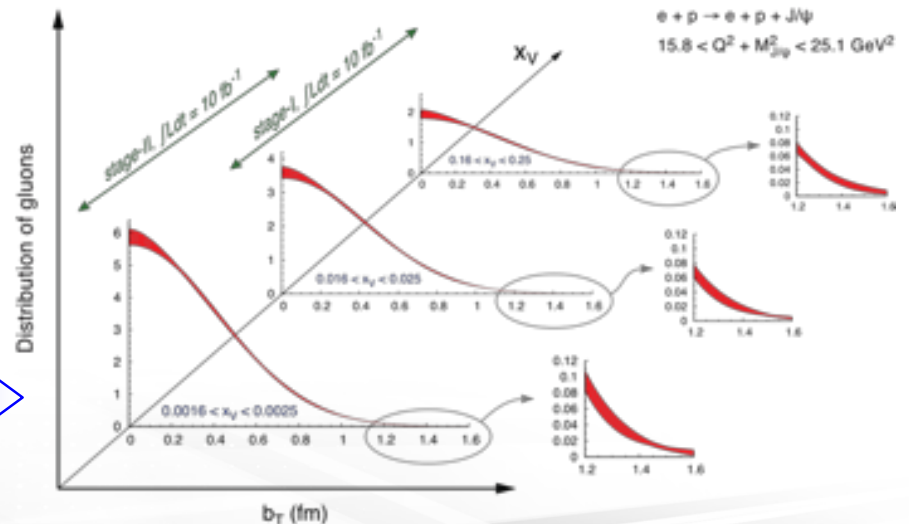 e + p → e + p + J/ψ
15.8 < Q² + M²J/ψ < 25.1 GeV²
stage-II, ∫Ldt = 10 fb⁻¹
stage-I, ∫Ldt = 10 fb⁻¹
xV
Distribution of gluons
2
1
0
0.16 < xV < 0.25
0 0.2 0.4 0.6 0.8 1 1.2 1.4 1.6
0.12
0.1
0.08
0.06
0.04
0.02
0
1.2 1.4 1.6
4
3
2
1
0
0.016 < xV < 0.025
0 0.2 0.4 0.6 0.8 1 1.2 1.4 1.6
0.12
0.1
0.08
0.06
0.04
0.02
0
1.2 1.4 1.6
6
5
4
3
2
1
0
0.0016 < xV < 0.0025
0 0.2 0.4 0.6 0.8 1 1.2 1.4 1.6
0.12
0.1
0.08
0.06
0.04
0.02
0
1.2 1.4 1.6
bT (fm)